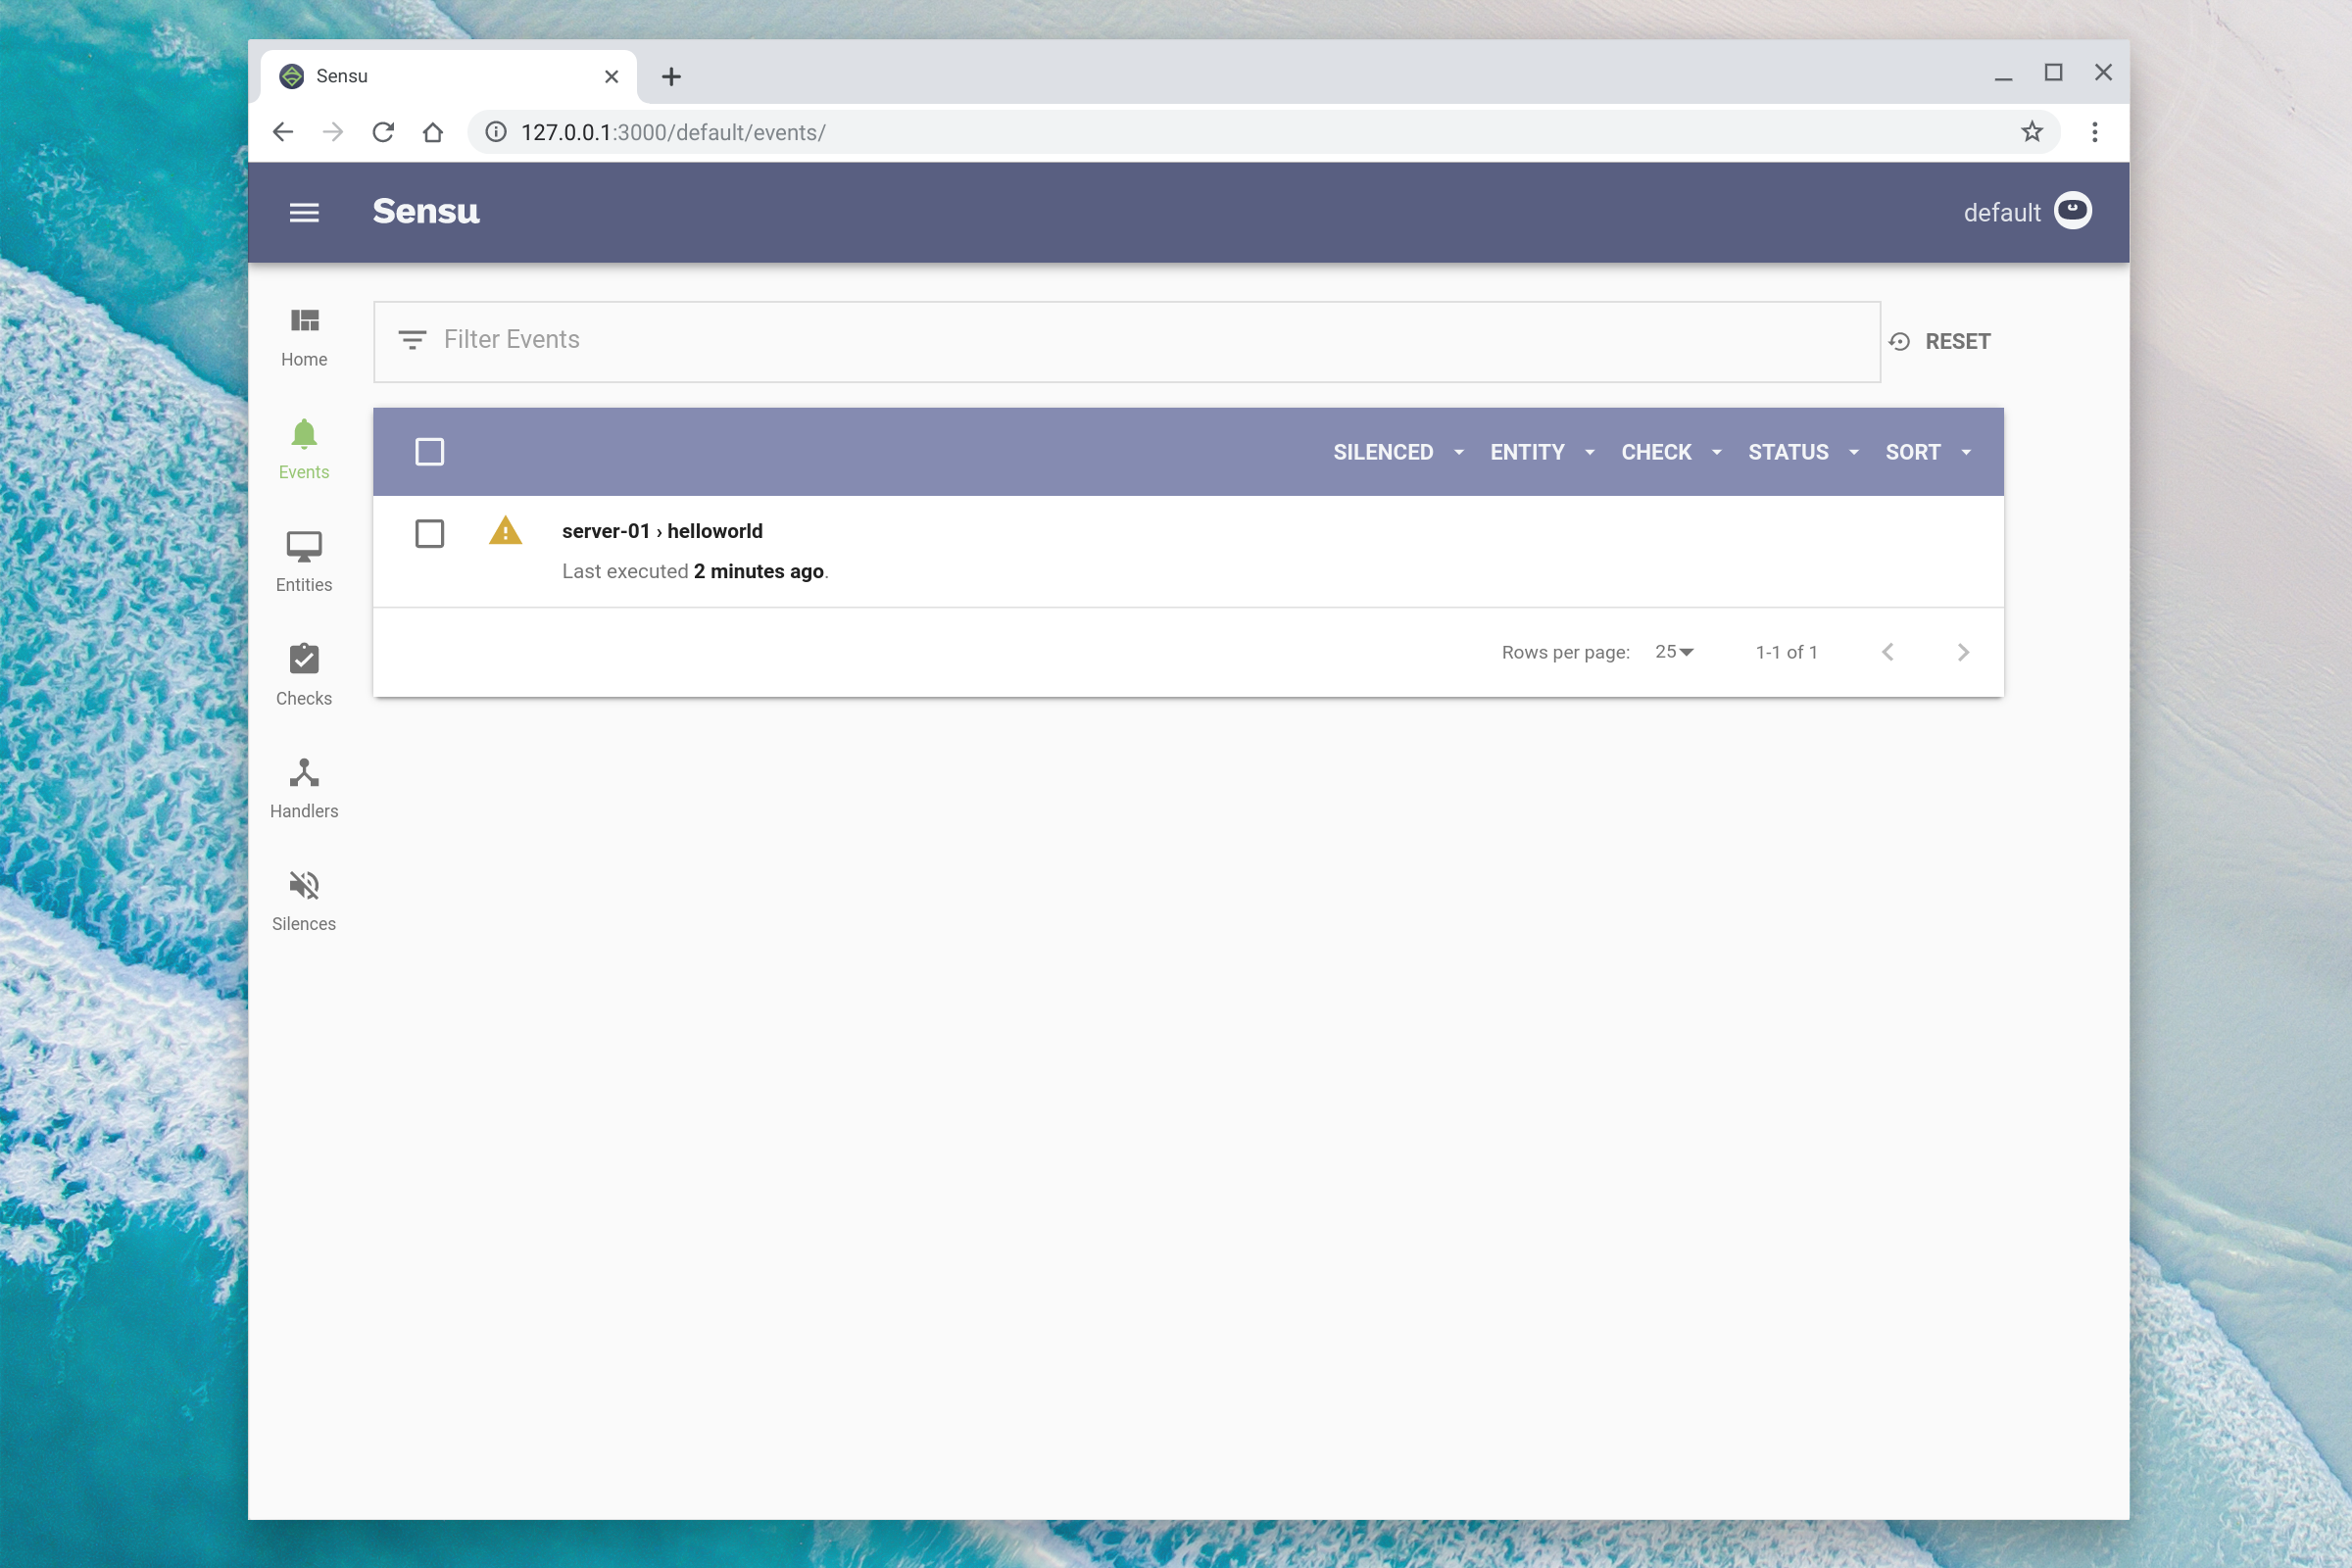 Sensu
127.0.0.1:3000/default/events/
Sensu
default
Home
Events
Entities
Checks
Handlers
Silences
Filter Events
RESET
SILENCED ENTITY CHECK STATUS SORT
server-01 › helloworld
Last executed 2 minutes ago.
Rows per page: 25 1-1 of 1